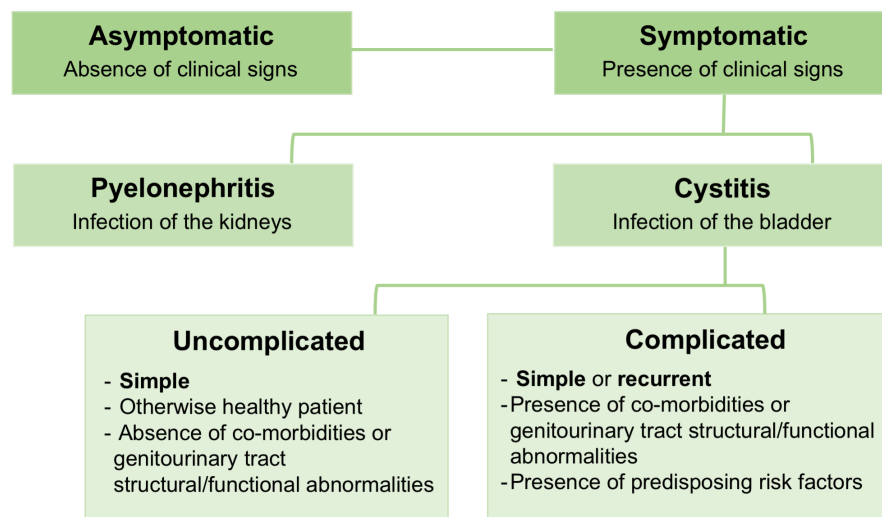 Asymptomatic
Absence of clinical signs
Symptomatic
Presence of clinical signs
Pyelonephritis
Infection of the kidneys
Cystitis
Infection of the bladder
Uncomplicated
- Simple
- Otherwise healthy patient
- Absence of co-morbidities or
genitourinary tract
structural/functional abnormalities
Complicated
- Simple or recurrent
-Presence of co-morbidities or
genitourinary tract structural/functional
abnormalities
-Presence of predisposing risk factors